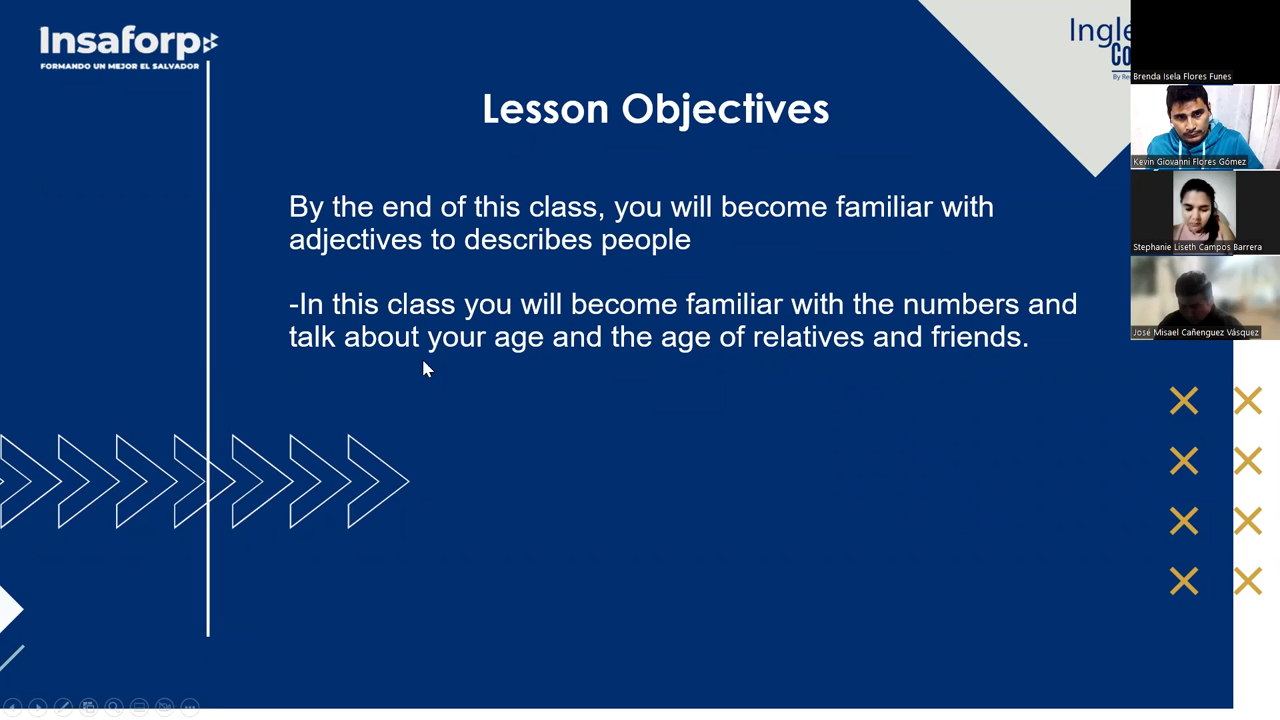 Insaforp
FORMANDO UN MEJOR EL SALVADOR
Lesson Objectives
By the end of this class, you will become familiar with
adjectives to describes people
-In this class you will become familiar with the numbers and
talk about your age and the age of relatives and friends.
Brenda Isela Flores Funes
Kevin Giovanni Flores Gómez
Stephanie Liseth Campos Barrera
José Misael Cañenguez Vásquez